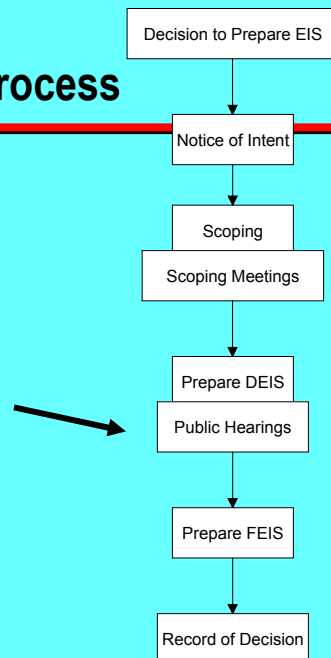 Decision to Prepare EIS
rocess
Notice of Intent
Scoping
Scoping Meetings
Prepare DEIS
Public Hearings
Prepare FEIS
Record of Decision